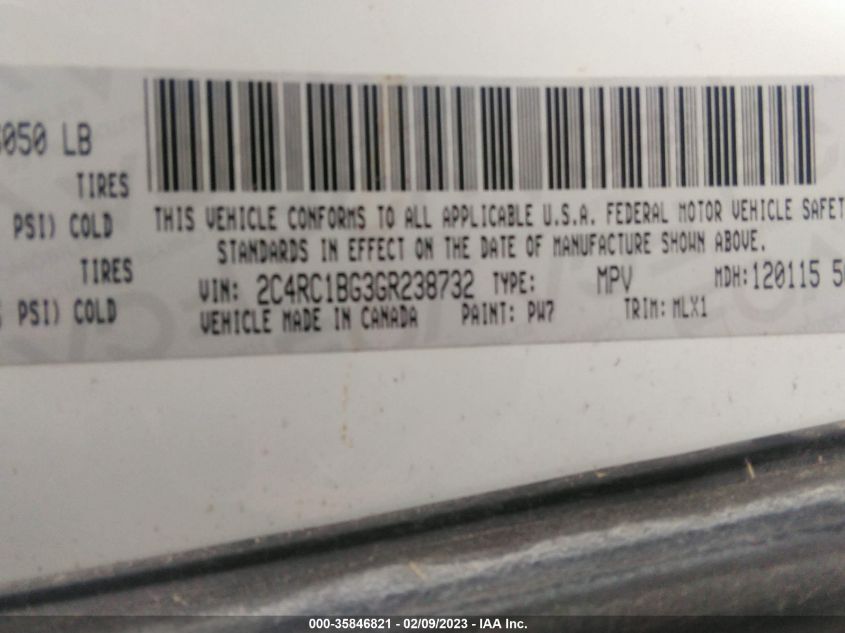 050 LB
TIRES
PSI) COLD
TIRES
PSI) COLD
THIS VEHICLE CONFORMS TO ALL APPLICABLE U.S.A. FEDERAL MOTOR VEHICLE SAFET
STANDARDS IN EFFECT ON THE DATE OF MANUFACTURE SHOWN ABOVE.
VIN: 2C4RC1BG3GR238732 TYPE: MPV MDH: 120115 50
VEHICLE MADE IN CANADA PAINT: PW7 TRIM: MLX1
000-35846821 - 02/09/2023 - IAA Inc.